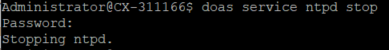 Administrator@CX-311166$ doas service ntpd stop
Password:
Stopping ntpd.